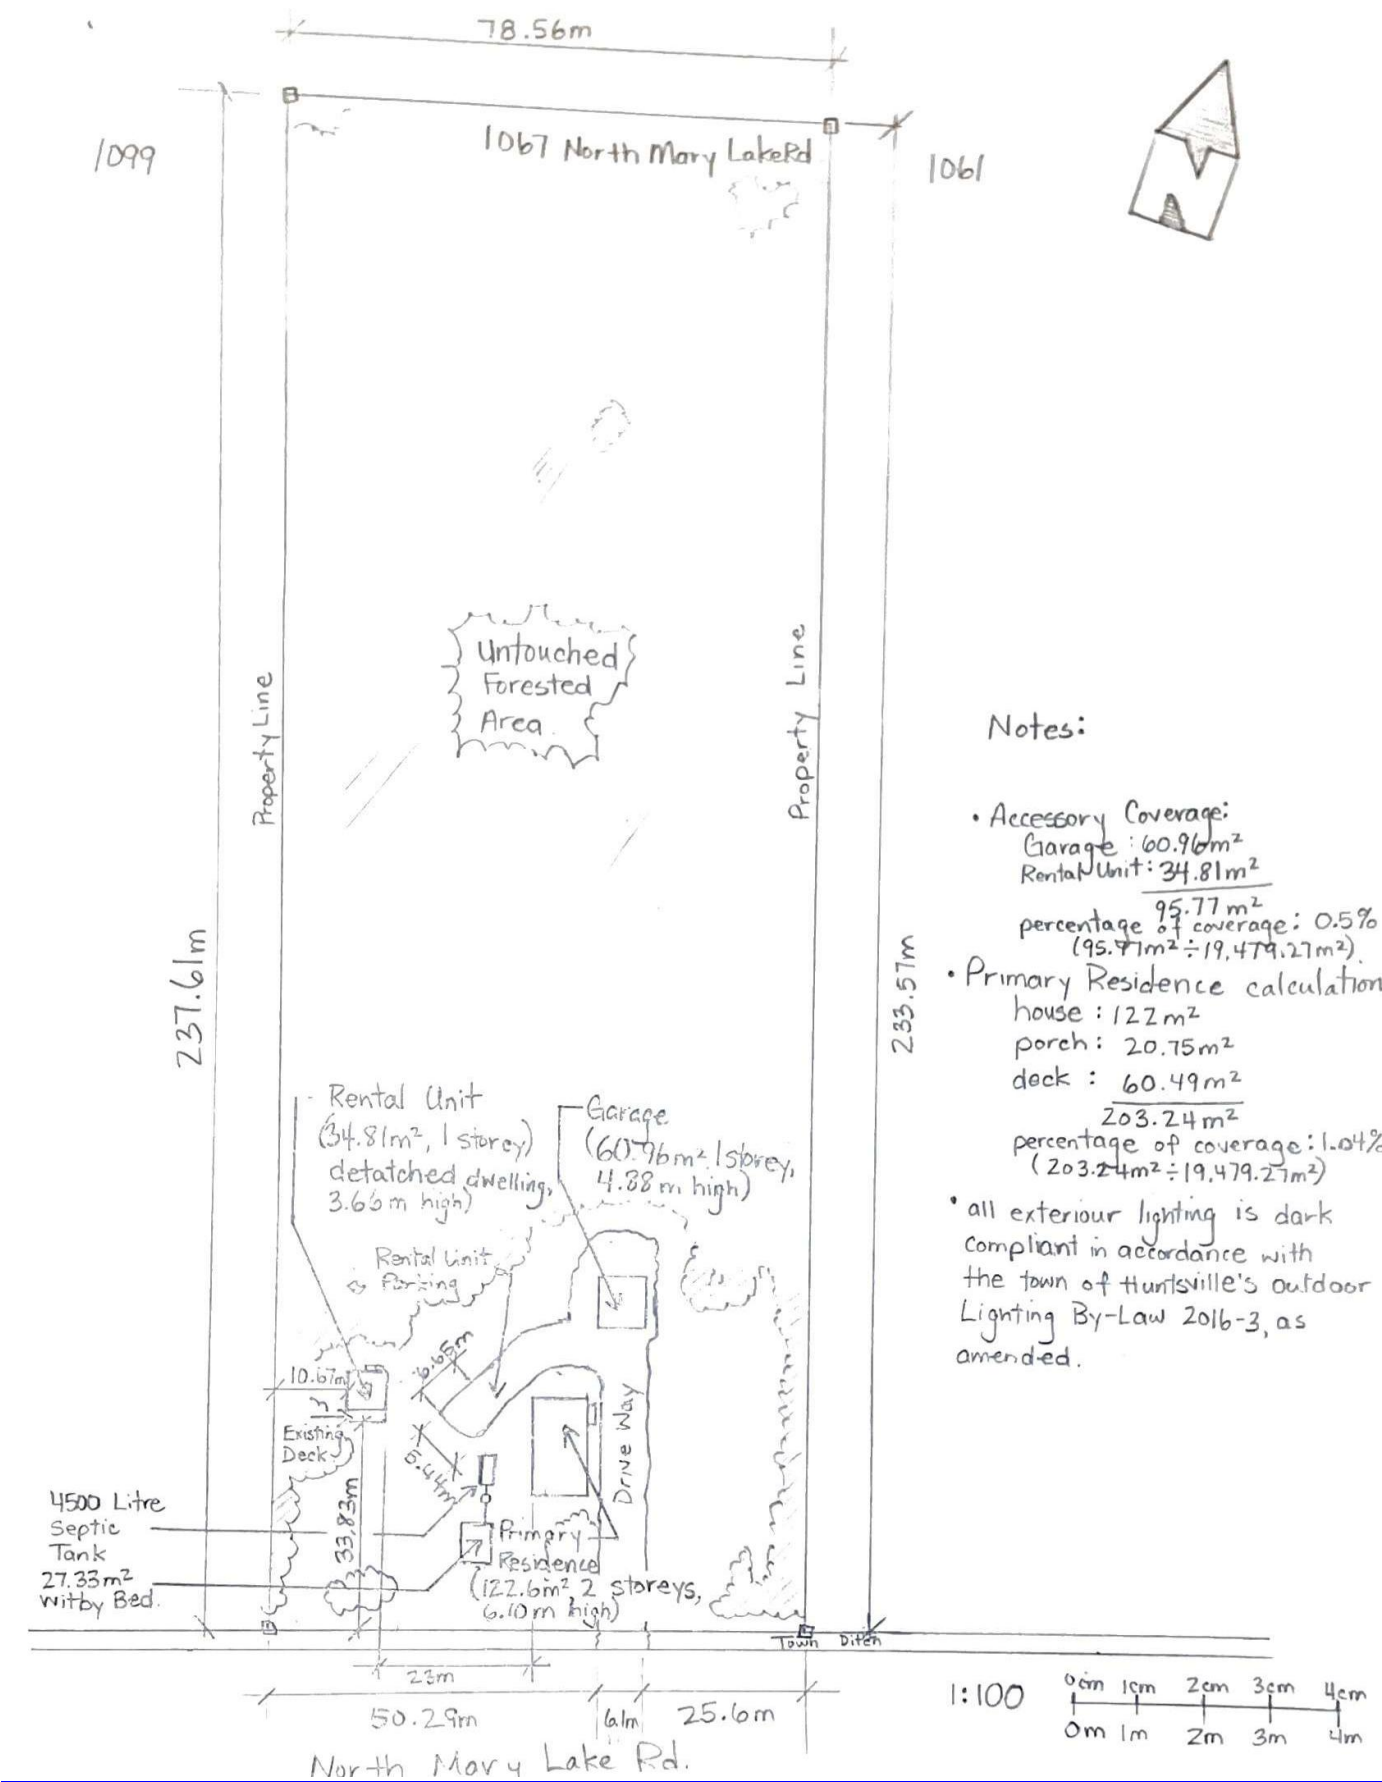 78.56m
1099
1067 North Mary Lake Rd
1061
N
Untouched
Forested
Area
Property Line
Property Line
237.61m
233.57m
Notes:
• Accessory Coverage:
Garage : 60.96m²
Rental Unit: 34.81m²
95.77m²
percentage of coverage: 0.5%
(95.77m² ÷ 19,479.27m²).
• Primary Residence calculation
house : 122m²
porch : 20.75m²
deck : 60.49m²
203.24m²
percentage of coverage: 1.04%
(203.24m² ÷ 19,479.27m²)
• all exteriour lighting is dark
compliant in accordance with
the town of Huntsville's outdoor
Lighting By-Law 2016-3, as
amended.
Rental Unit
(34.81m², 1 storey)
detatched dwelling,
3.66m high)
Garage
(60.96m², 1 storey,
4.88m high)
Rental Unit
Parking
6.65m
10.67m
Existing
Deck
5.44m
33.83m
Drive Way
4500 Litre
Septic
Tank
27.33m²
Witby Bed.
Primary
Residence
(122.6m², 2 storeys,
6.10m high)
Town Ditch
23m
50.29m
6.1m
25.6m
North Mary Lake Rd.
1:100
0cm 1cm 2cm 3cm 4cm
0m 1m 2m 3m 4m